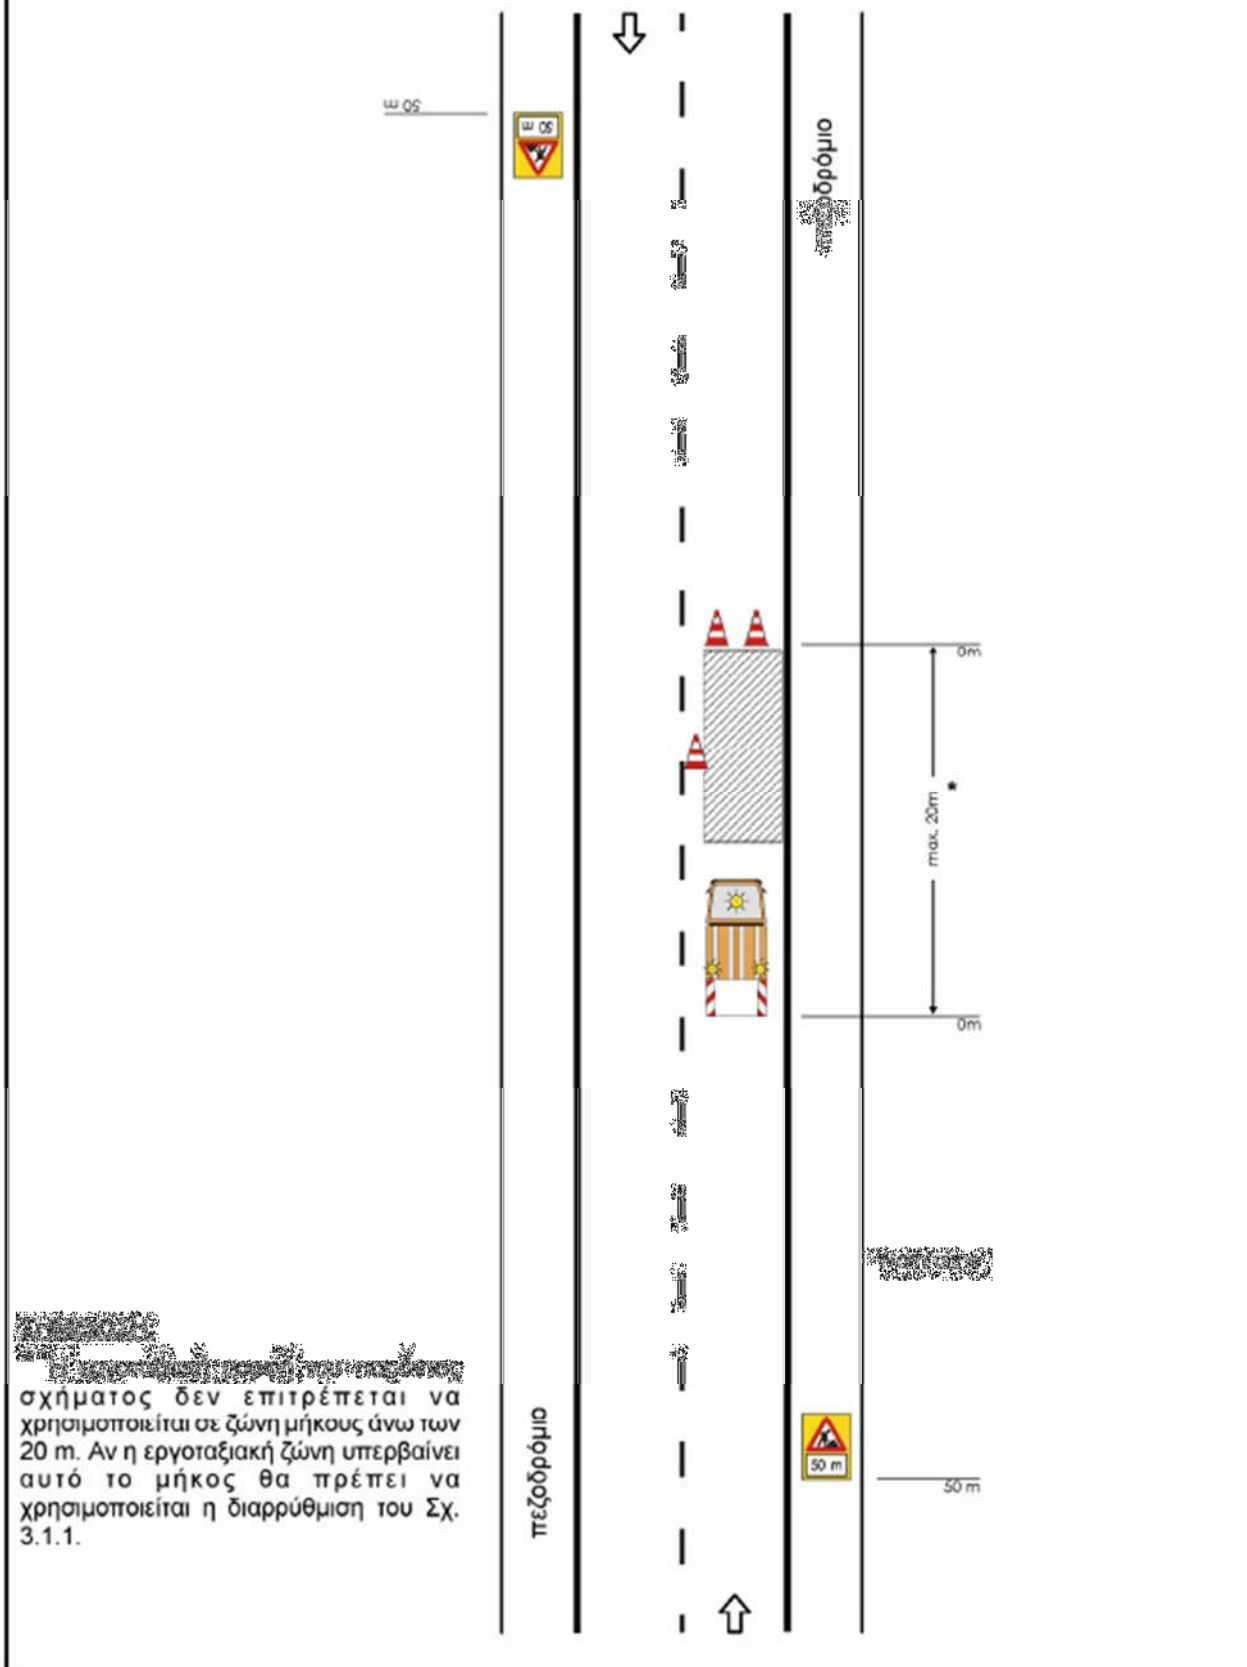 50 m
50 m
0m
max. 20m
*
0m
σχήματος δεν επιτρέπεται να
χρησιμοποιείται σε ζώνη μήκους άνω των
20 m. Αν η εργοταξιακή ζώνη υπερβαίνει
αυτό το μήκος θα πρέπει να
χρησιμοποιείται η διαρρύθμιση του Σχ.
3.1.1.
πεζοδρόμιο
50 m
50 m